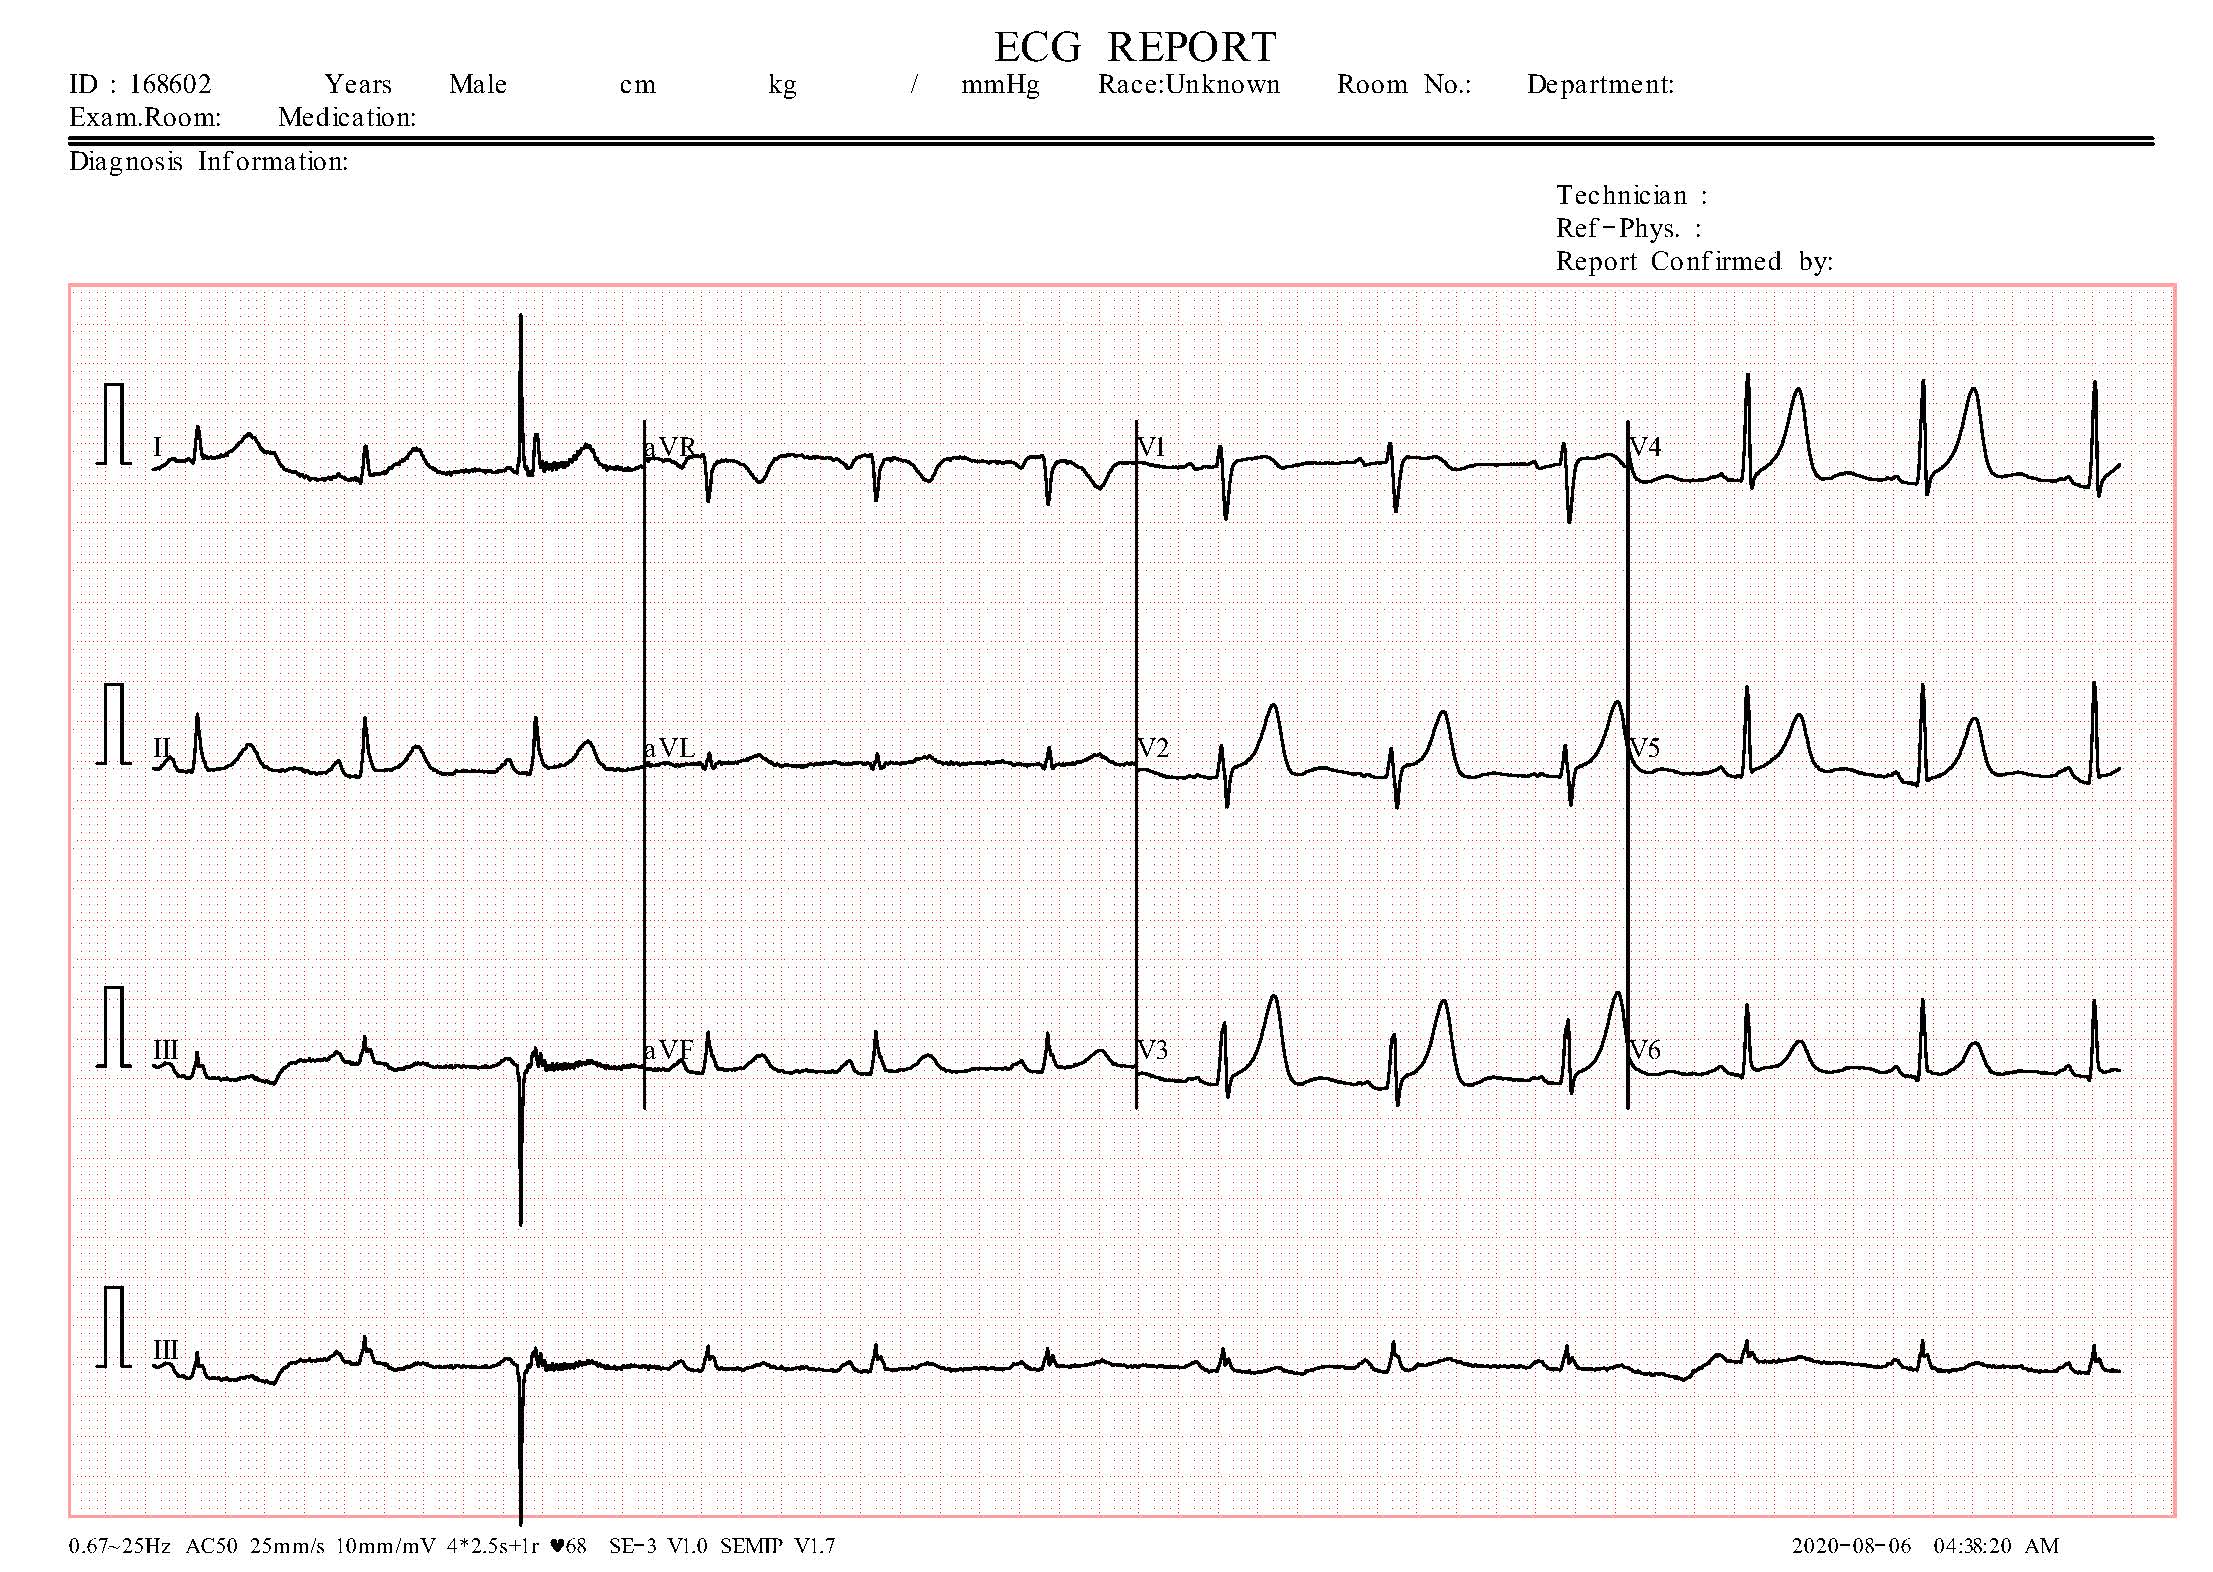 ECG REPORT
ID : 168602 Years Male cm kg / mmHg Race:Unknown Room No.: Department:
Exam.Room: Medication:
Diagnosis Information:
Technician :
Ref-Phys. :
Report Confirmed by:
I aVR V1 V4
II aVL V2 V5
III aVF V3 V6
III
0.67~25Hz AC50 25mm/s 10mm/mV 4*2.5s+1r ♥68 SE-3 V1.0 SEMIP V1.7 2020-08-06 04:38:20 AM